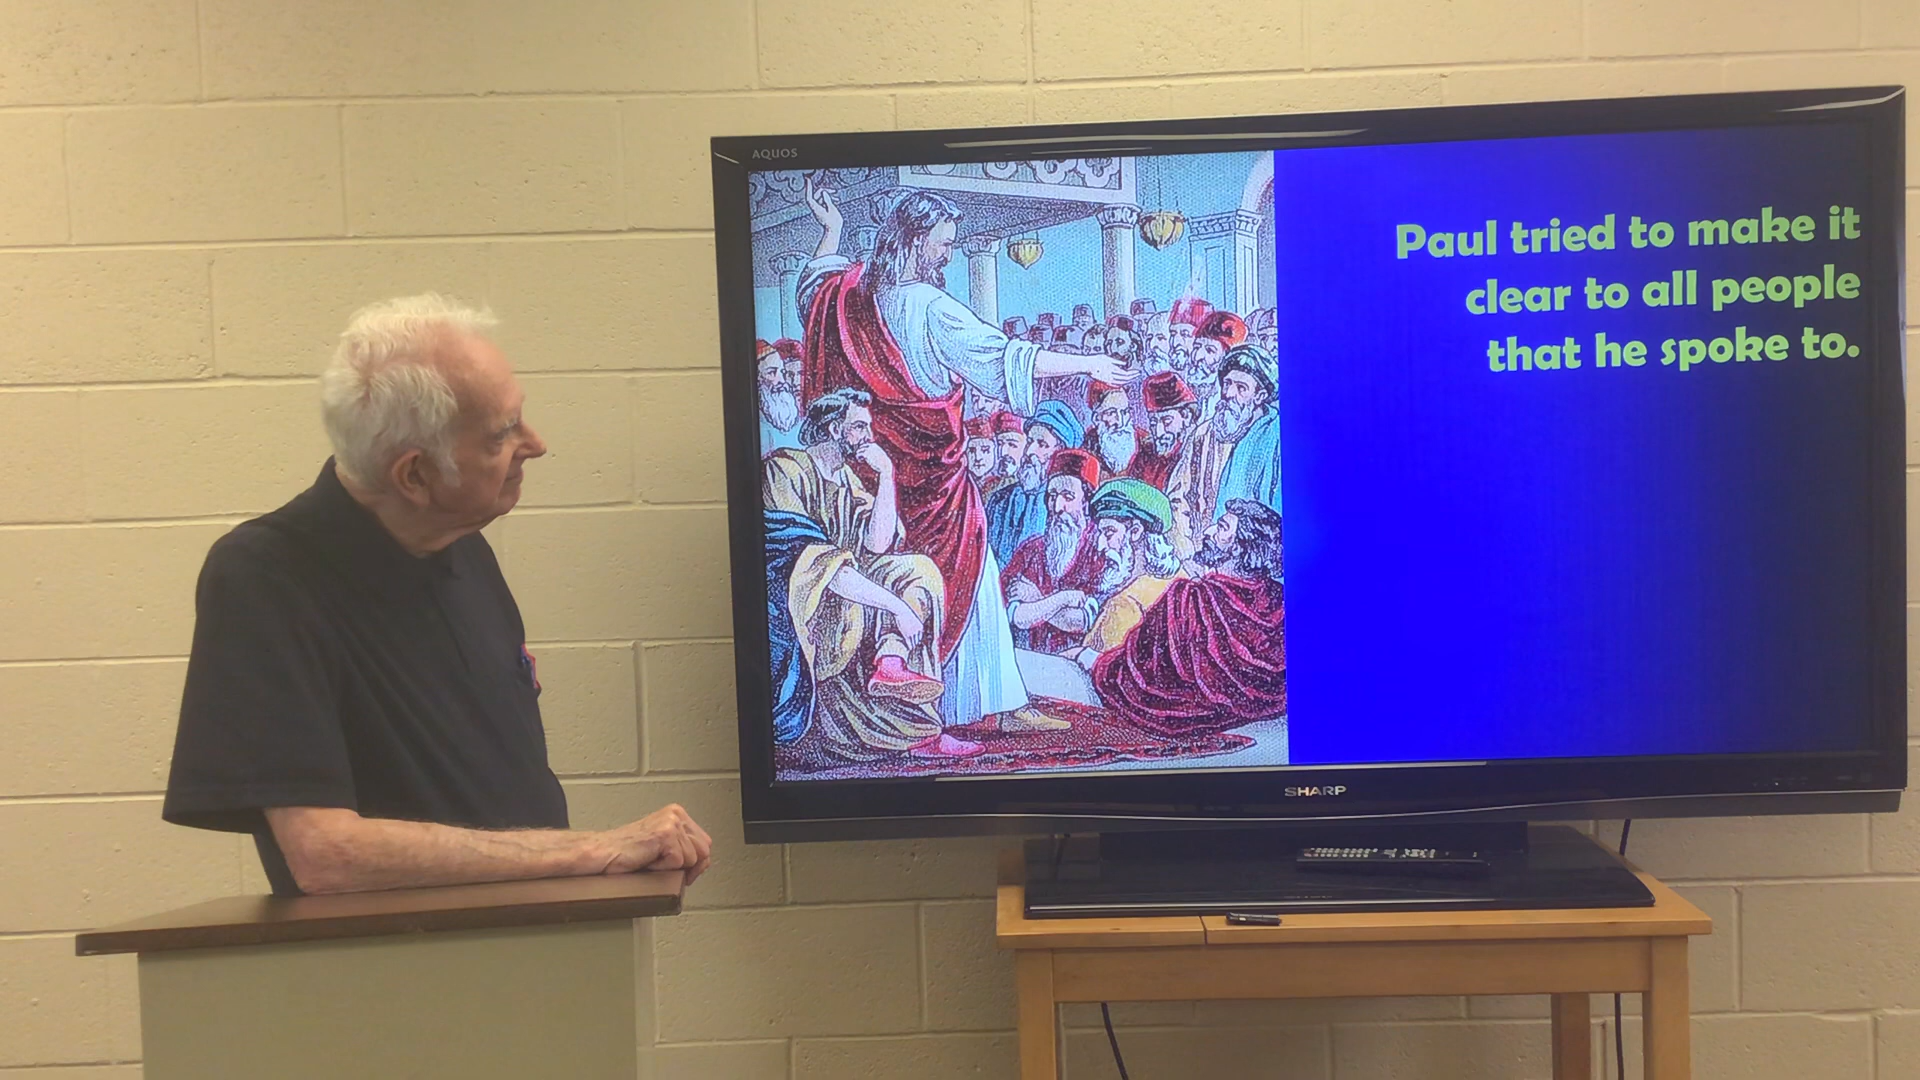 AQUOS
Paul tried to make it
clear to all people
that he spoke to.
SHARP